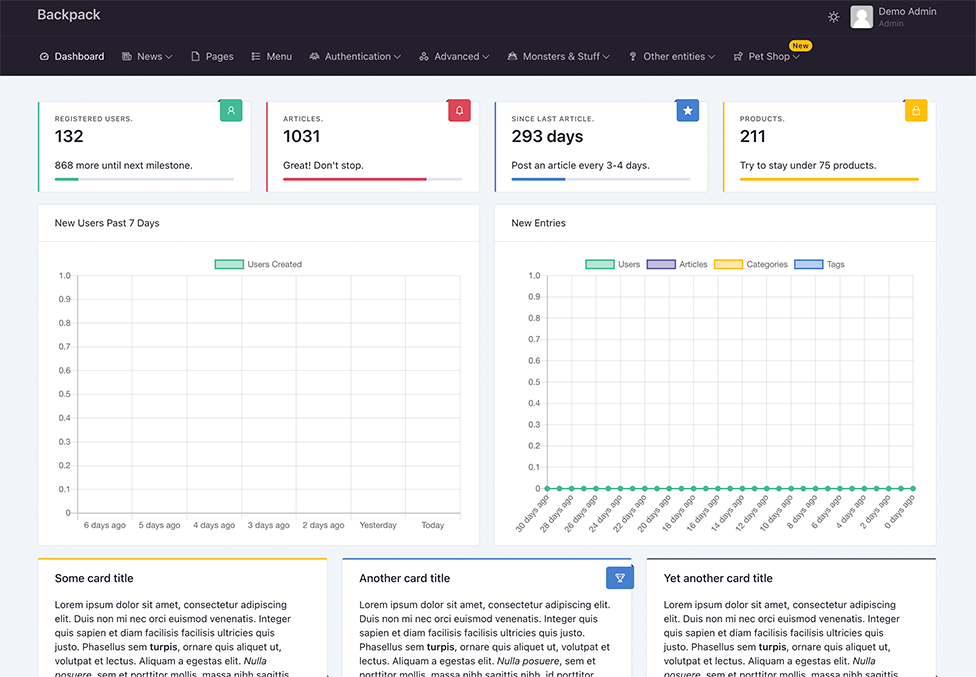 Backpack
Demo Admin
Admin
Dashboard News Pages Menu Authentication Advanced Monsters & Stuff Other entities Pet Shop New
REGISTERED USERS.
132
868 more until next milestone.
ARTICLES.
1031
Great! Don't stop.
SINCE LAST ARTICLE.
293 days
Post an article every 3-4 days.
PRODUCTS.
211
Try to stay under 75 products.
New Users Past 7 Days
Users Created
1.0
0.9
0.8
0.7
0.6
0.5
0.4
0.3
0.2
0.1
0
6 days ago 5 days ago 4 days ago 3 days ago 2 days ago Yesterday Today
New Entries
Users Articles Categories Tags
1.0
0.9
0.8
0.7
0.6
0.5
0.4
0.3
0.2
0.1
0
30 days ago 28 days ago 26 days ago 24 days ago 22 days ago 20 days ago 18 days ago 16 days ago 14 days ago 12 days ago 10 days ago 8 days ago 6 days ago 4 days ago 2 days ago 0 days ago
Some card title
Lorem ipsum dolor sit amet, consectetur adipiscing
elit. Duis non mi nec orci euismod venenatis. Integer
quis sapien et diam facilisis facilisis ultricies quis
justo. Phasellus sem turpis, ornare quis aliquet ut,
volutpat et lectus. Aliquam a egestas elit. Nulla
posuere, sem et porttitor mollis, massa nibh sagittis
Another card title
Lorem ipsum dolor sit amet, consectetur adipiscing elit.
Duis non mi nec orci euismod venenatis. Integer quis
sapien et diam facilisis facilisis ultricies quis justo.
Phasellus sem turpis, ornare quis aliquet ut, volutpat et
lectus. Aliquam a egestas elit. Nulla posuere, sem et
porttitor mollis, massa nibh sagittis nibh, id porttitor
Yet another card title
Lorem ipsum dolor sit amet, consectetur adipiscing
elit. Duis non mi nec orci euismod venenatis. Integer
quis sapien et diam facilisis facilisis ultricies quis
justo. Phasellus sem turpis, ornare quis aliquet ut,
volutpat et lectus. Aliquam a egestas elit. Nulla
posuere, sem et porttitor mollis, massa nibh sagittis